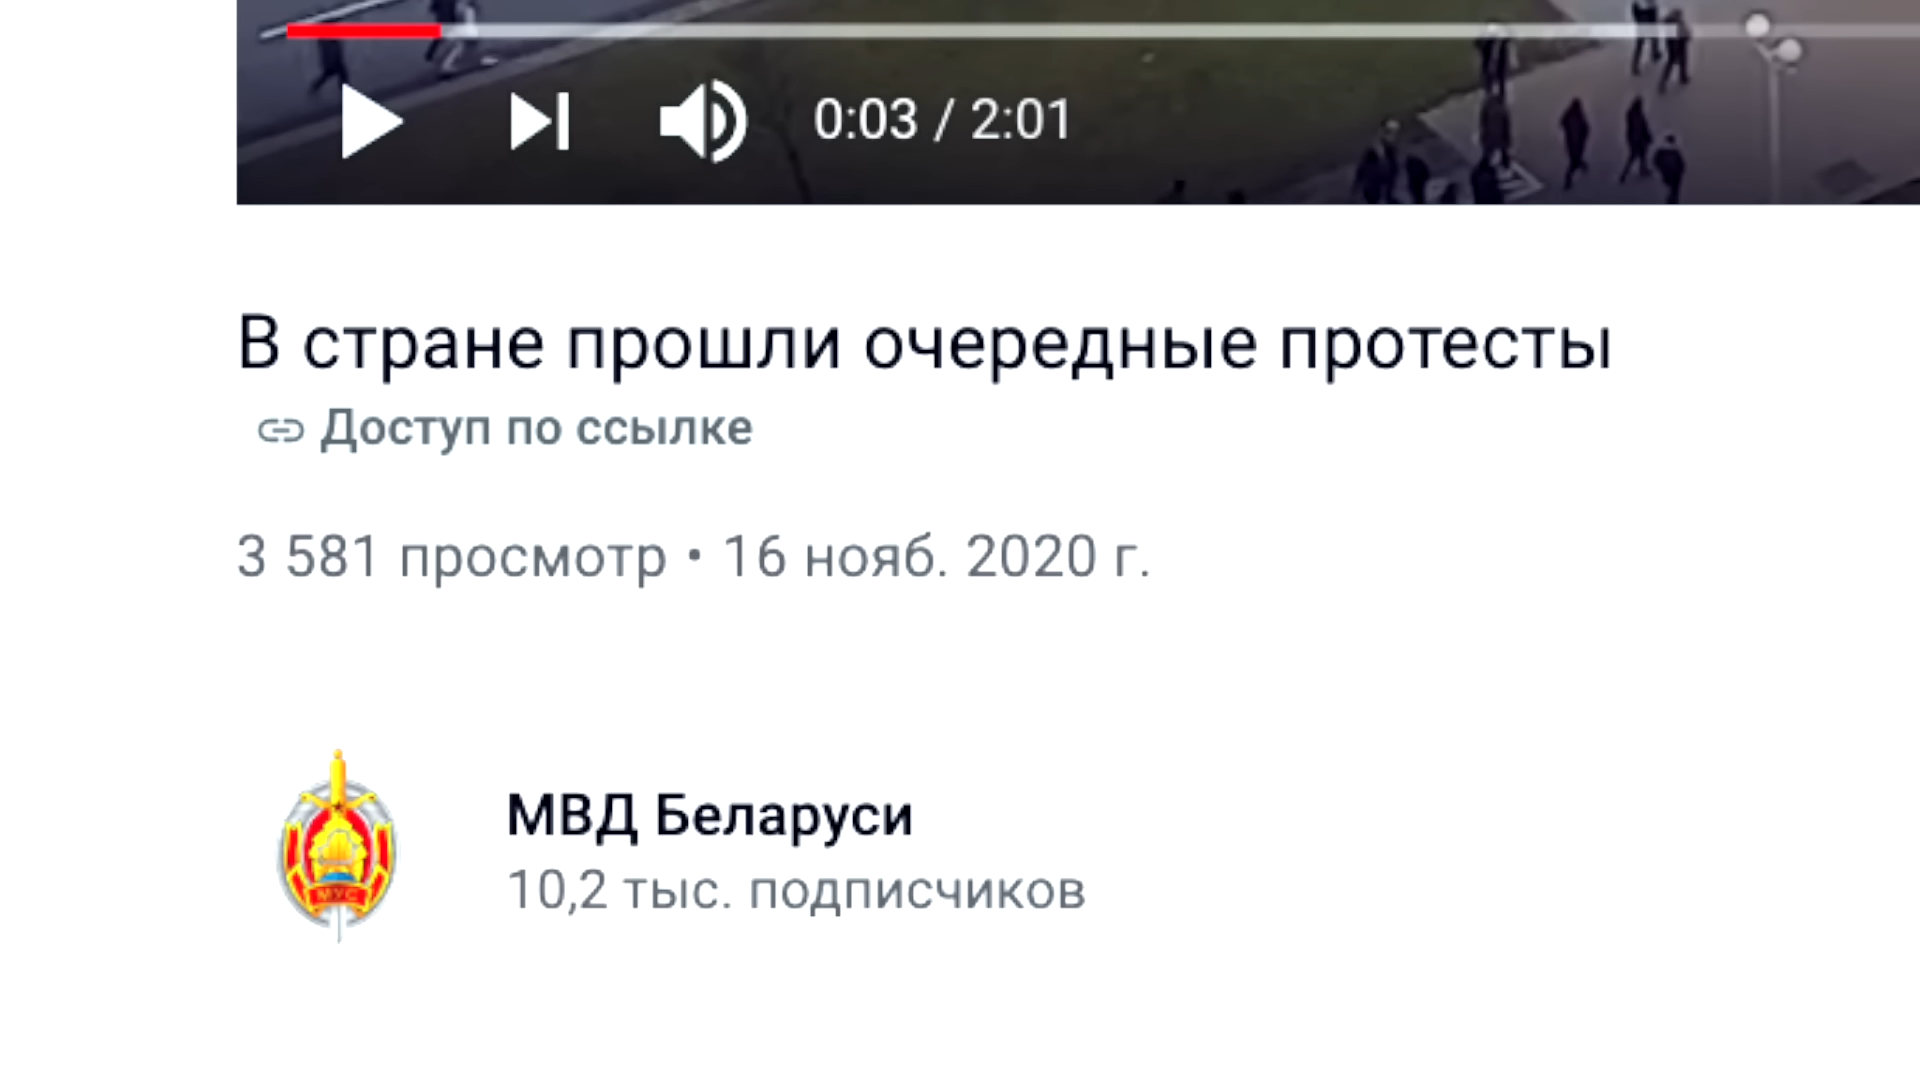 0:03 / 2:01
В стране прошли очередные протесты
Доступ по ссылке
3 581 просмотр • 16 нояб. 2020 г.
МУС
МВД Беларуси
10,2 тыс. подписчиков